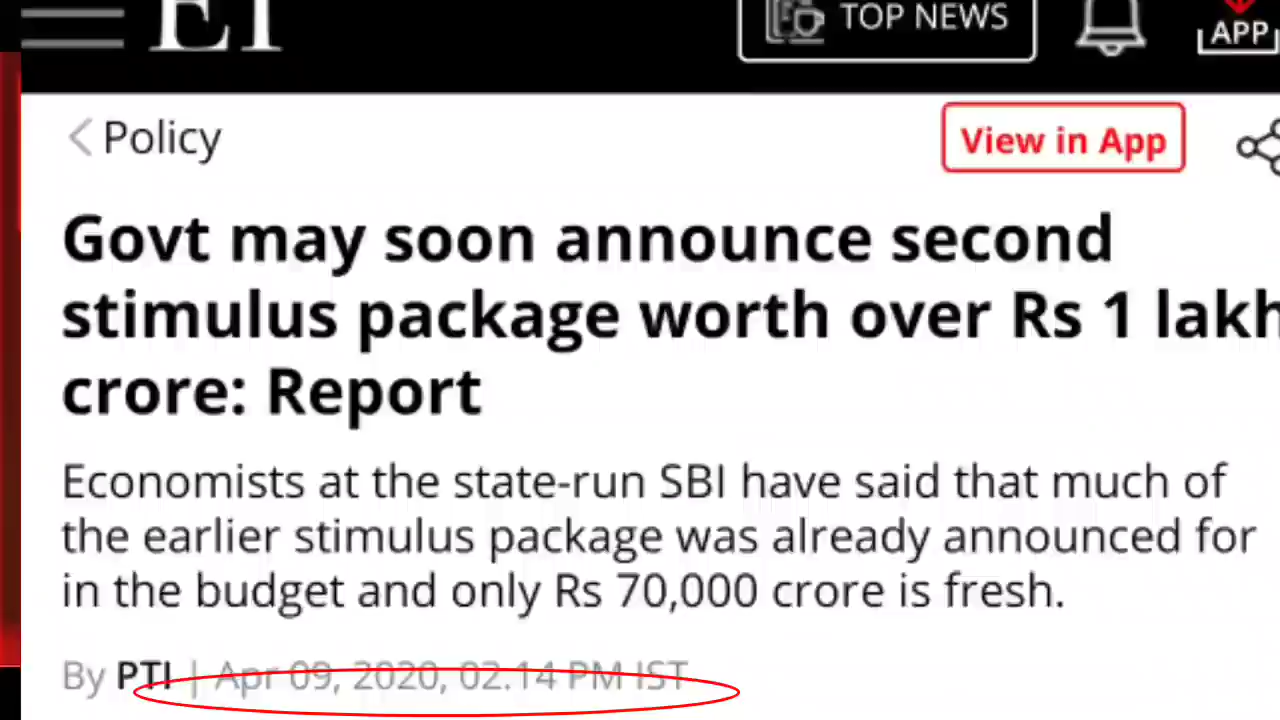 ET
TOP NEWS
APP
Policy
View in App
Govt may soon announce second
stimulus package worth over Rs 1 lakh
crore: Report
Economists at the state-run SBI have said that much of
the earlier stimulus package was already announced for
in the budget and only Rs 70,000 crore is fresh.
By PTI | Apr 09, 2020, 02.14 PM IST